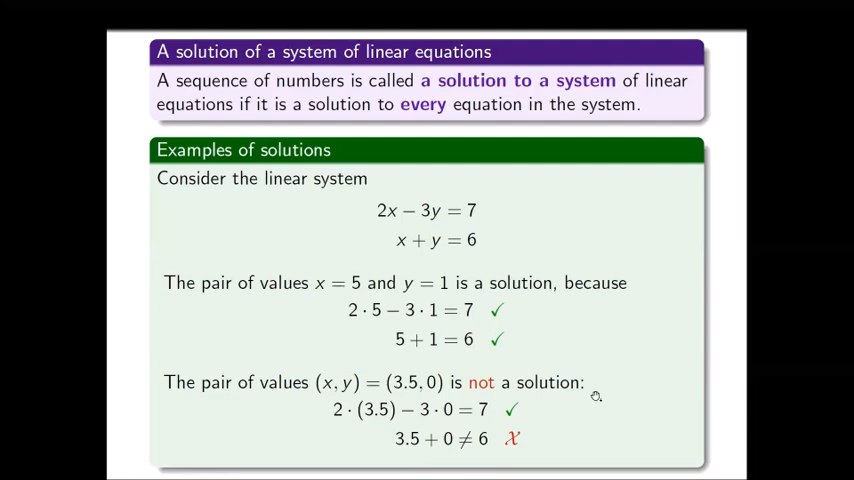 A solution of a system of linear equations
A sequence of numbers is called a solution to a system of linear
equations if it is a solution to every equation in the system.
Examples of solutions
Consider the linear system
2x − 3y = 7
x + y = 6
The pair of values x = 5 and y = 1 is a solution, because
2 · 5 − 3 · 1 = 7 ✓
5 + 1 = 6 ✓
The pair of values (x, y) = (3.5, 0) is not a solution:
2 · (3.5) − 3 · 0 = 7 ✓
3.5 + 0 ≠ 6 X